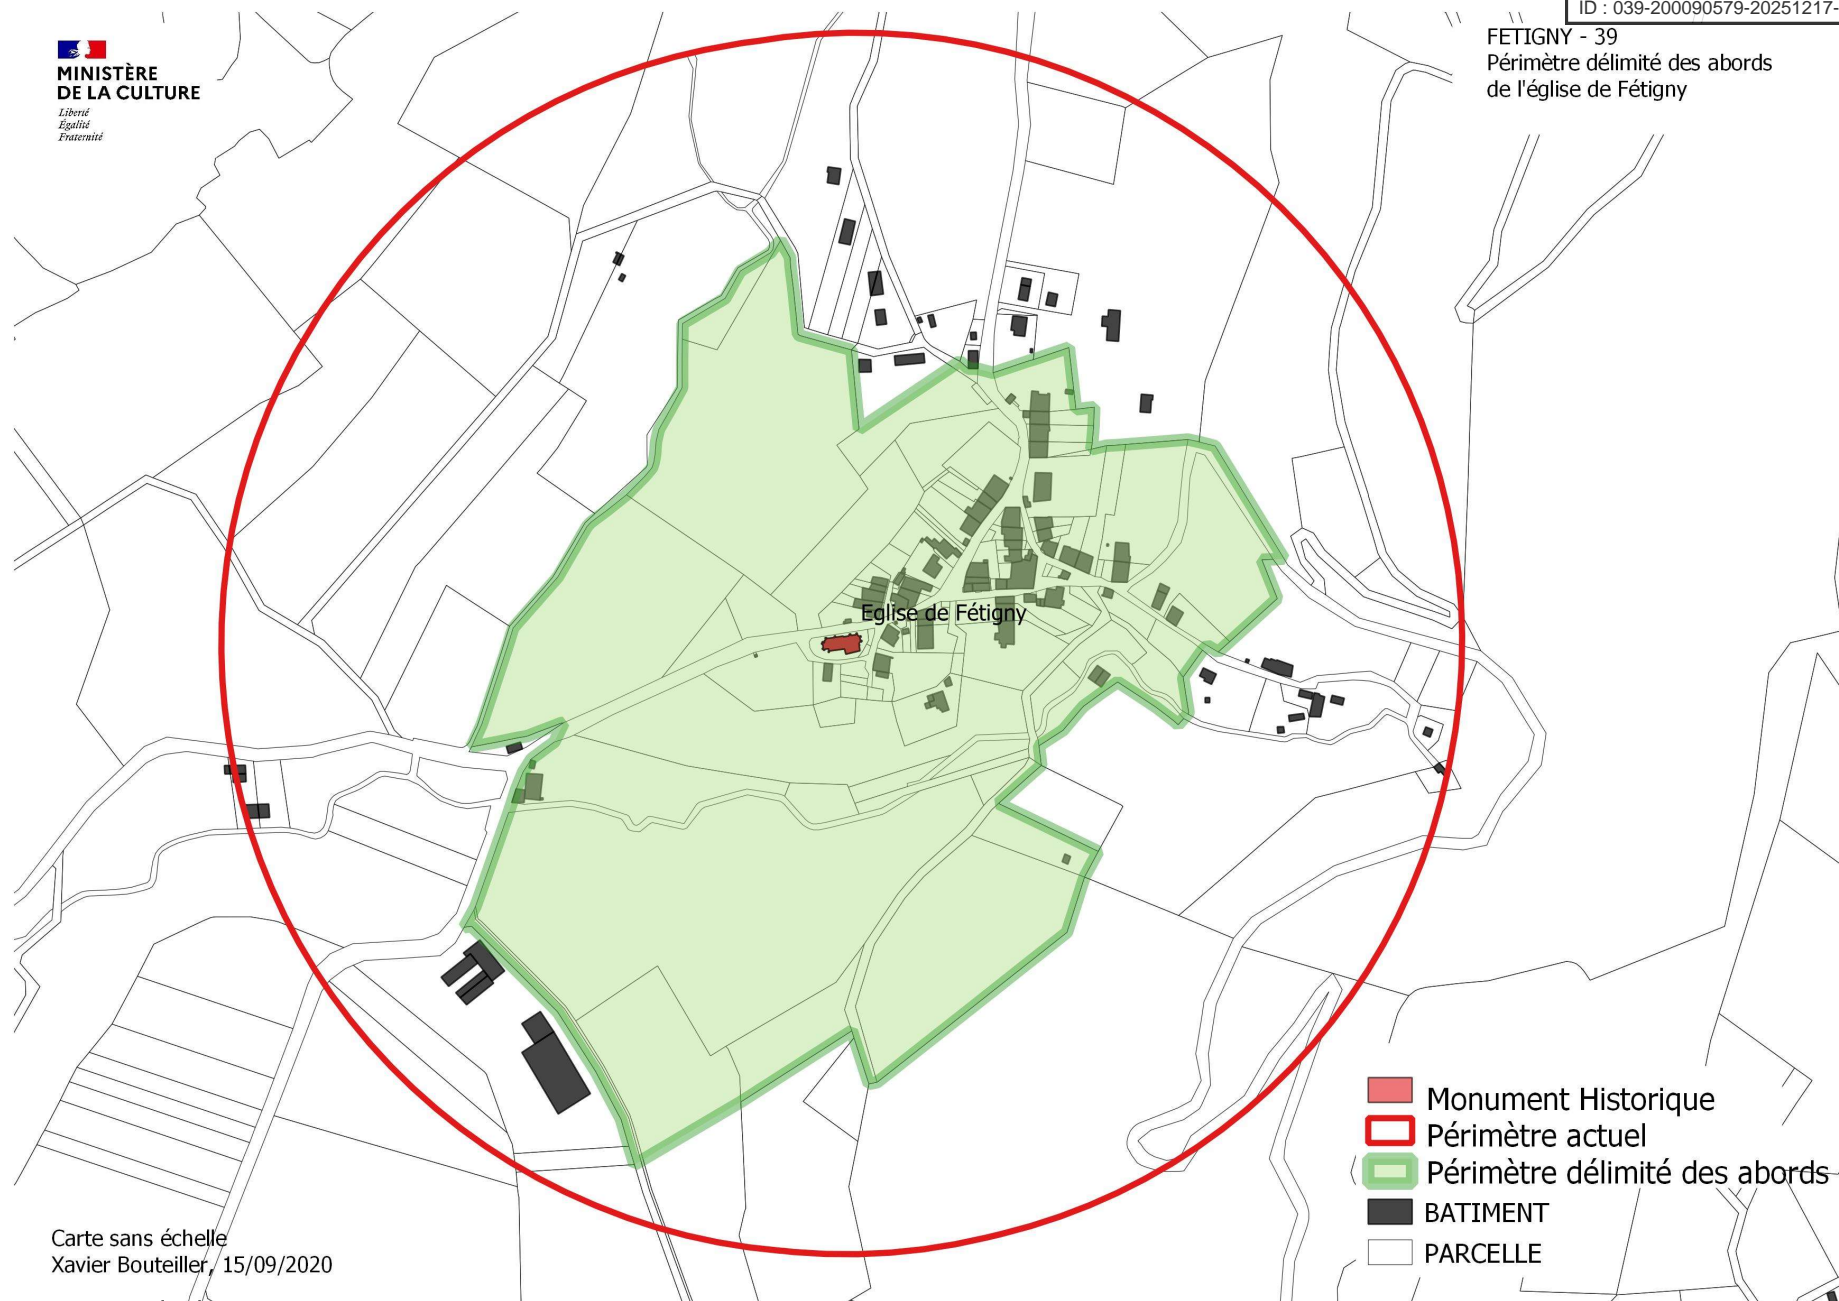 ID : 039-200090579-20251217-
MINISTÈRE
DE LA CULTURE
Liberté
Égalité
Fraternité
FETIGNY - 39
Périmètre délimité des abords
de l'église de Fétigny
Eglise de Fétigny
Monument Historique
Périmètre actuel
Périmètre délimité des abords
BATIMENT
PARCELLE
Carte sans échelle
Xavier Bouteiller, 15/09/2020